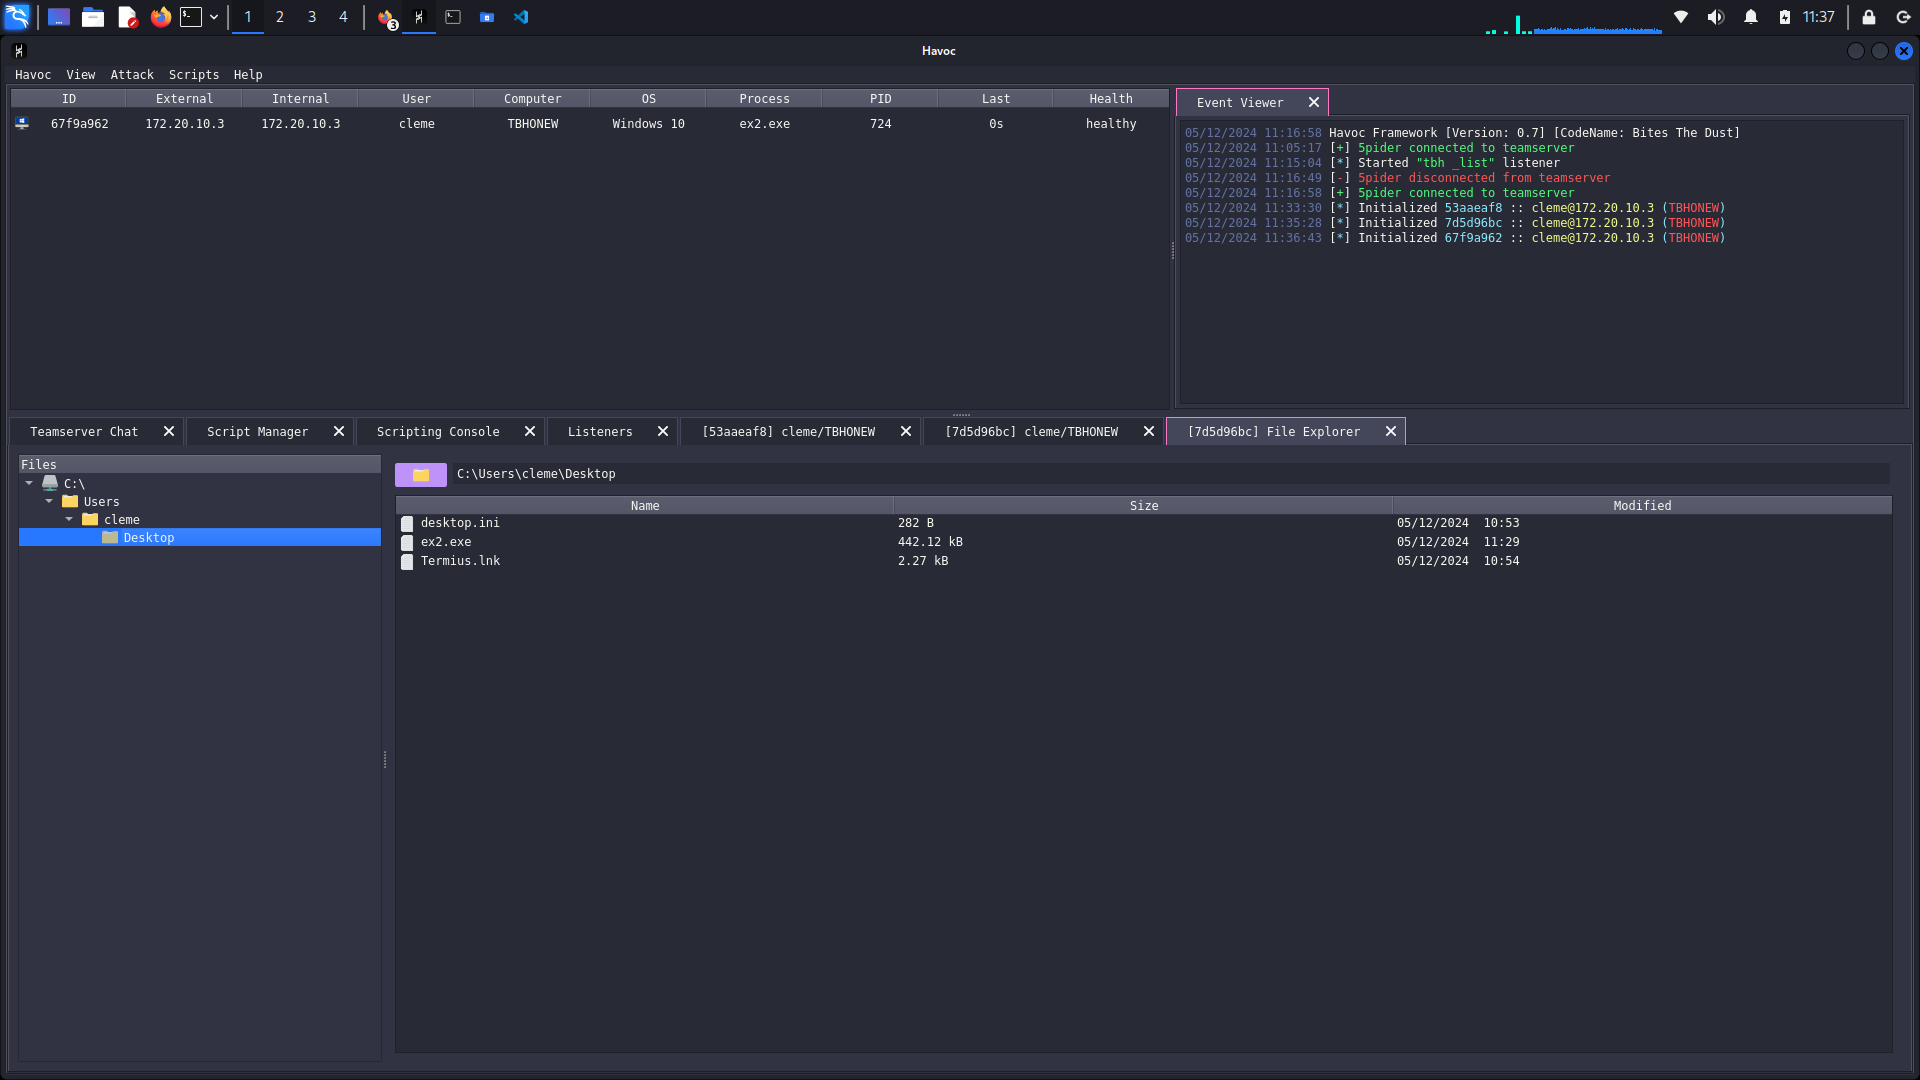 1 2 3 4 3 11:37
Havoc
Havoc View Attack Scripts Help
ID External Internal User Computer OS Process PID Last Health
67f9a962 172.20.10.3 172.20.10.3 cleme TBHONEW Windows 10 ex2.exe 724 0s healthy
Event Viewer
05/12/2024 11:16:58 Havoc Framework [Version: 0.7] [CodeName: Bites The Dust]
05/12/2024 11:05:17 [+] 5pider connected to teamserver
05/12/2024 11:15:04 [*] Started "tbh _list" listener
05/12/2024 11:16:49 [-] 5pider disconnected from teamserver
05/12/2024 11:16:58 [+] 5pider connected to teamserver
05/12/2024 11:33:30 [*] Initialized 53aaeaf8 :: cleme@172.20.10.3 (TBHONEW)
05/12/2024 11:35:28 [*] Initialized 7d5d96bc :: cleme@172.20.10.3 (TBHONEW)
05/12/2024 11:36:43 [*] Initialized 67f9a962 :: cleme@172.20.10.3 (TBHONEW)
Teamserver Chat Script Manager Scripting Console Listeners [53aaeaf8] cleme/TBHONEW [7d5d96bc] cleme/TBHONEW [7d5d96bc] File Explorer
Files
C:\
Users
cleme
Desktop
C:\Users\cleme\Desktop
Name Size Modified
desktop.ini 282 B 05/12/2024 10:53
ex2.exe 442.12 kB 05/12/2024 11:29
Termius.lnk 2.27 kB 05/12/2024 10:54